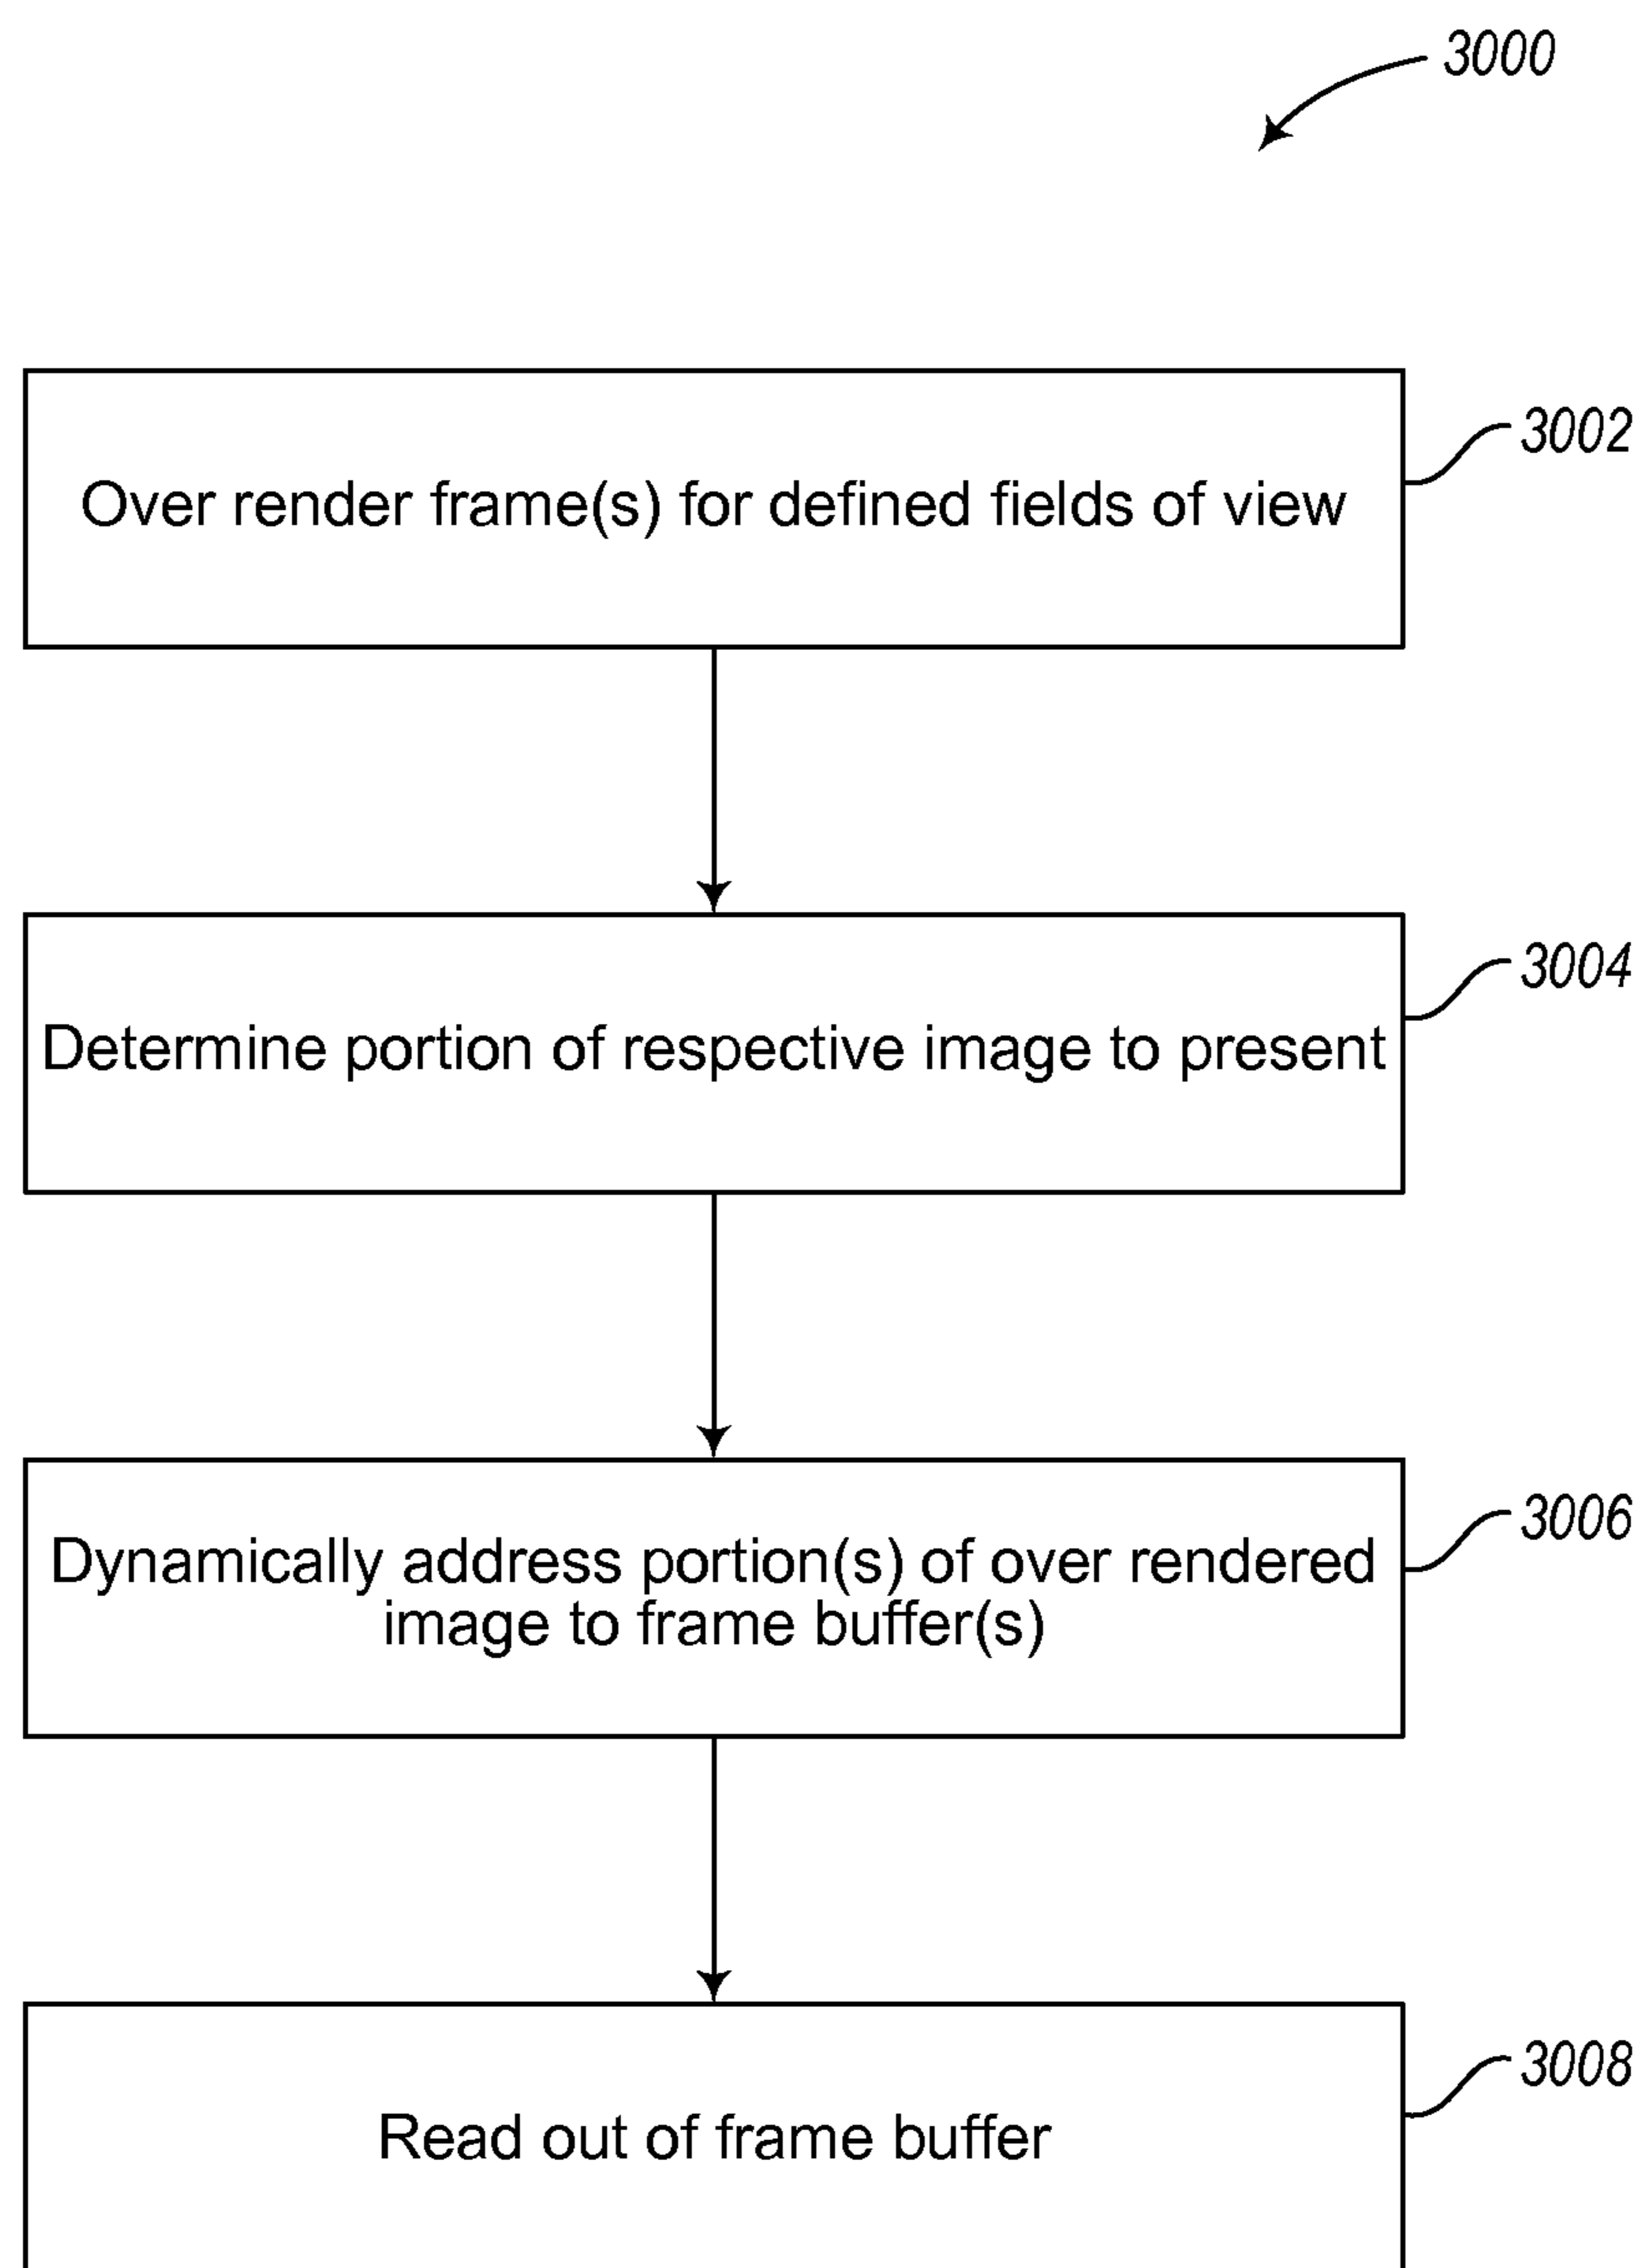 3000
3002
Over render frame(s) for defined fields of view
3004
Determine portion of respective image to present
3006
Dynamically address portion(s) of over rendered
image to frame buffer(s)
3008
Read out of frame buffer